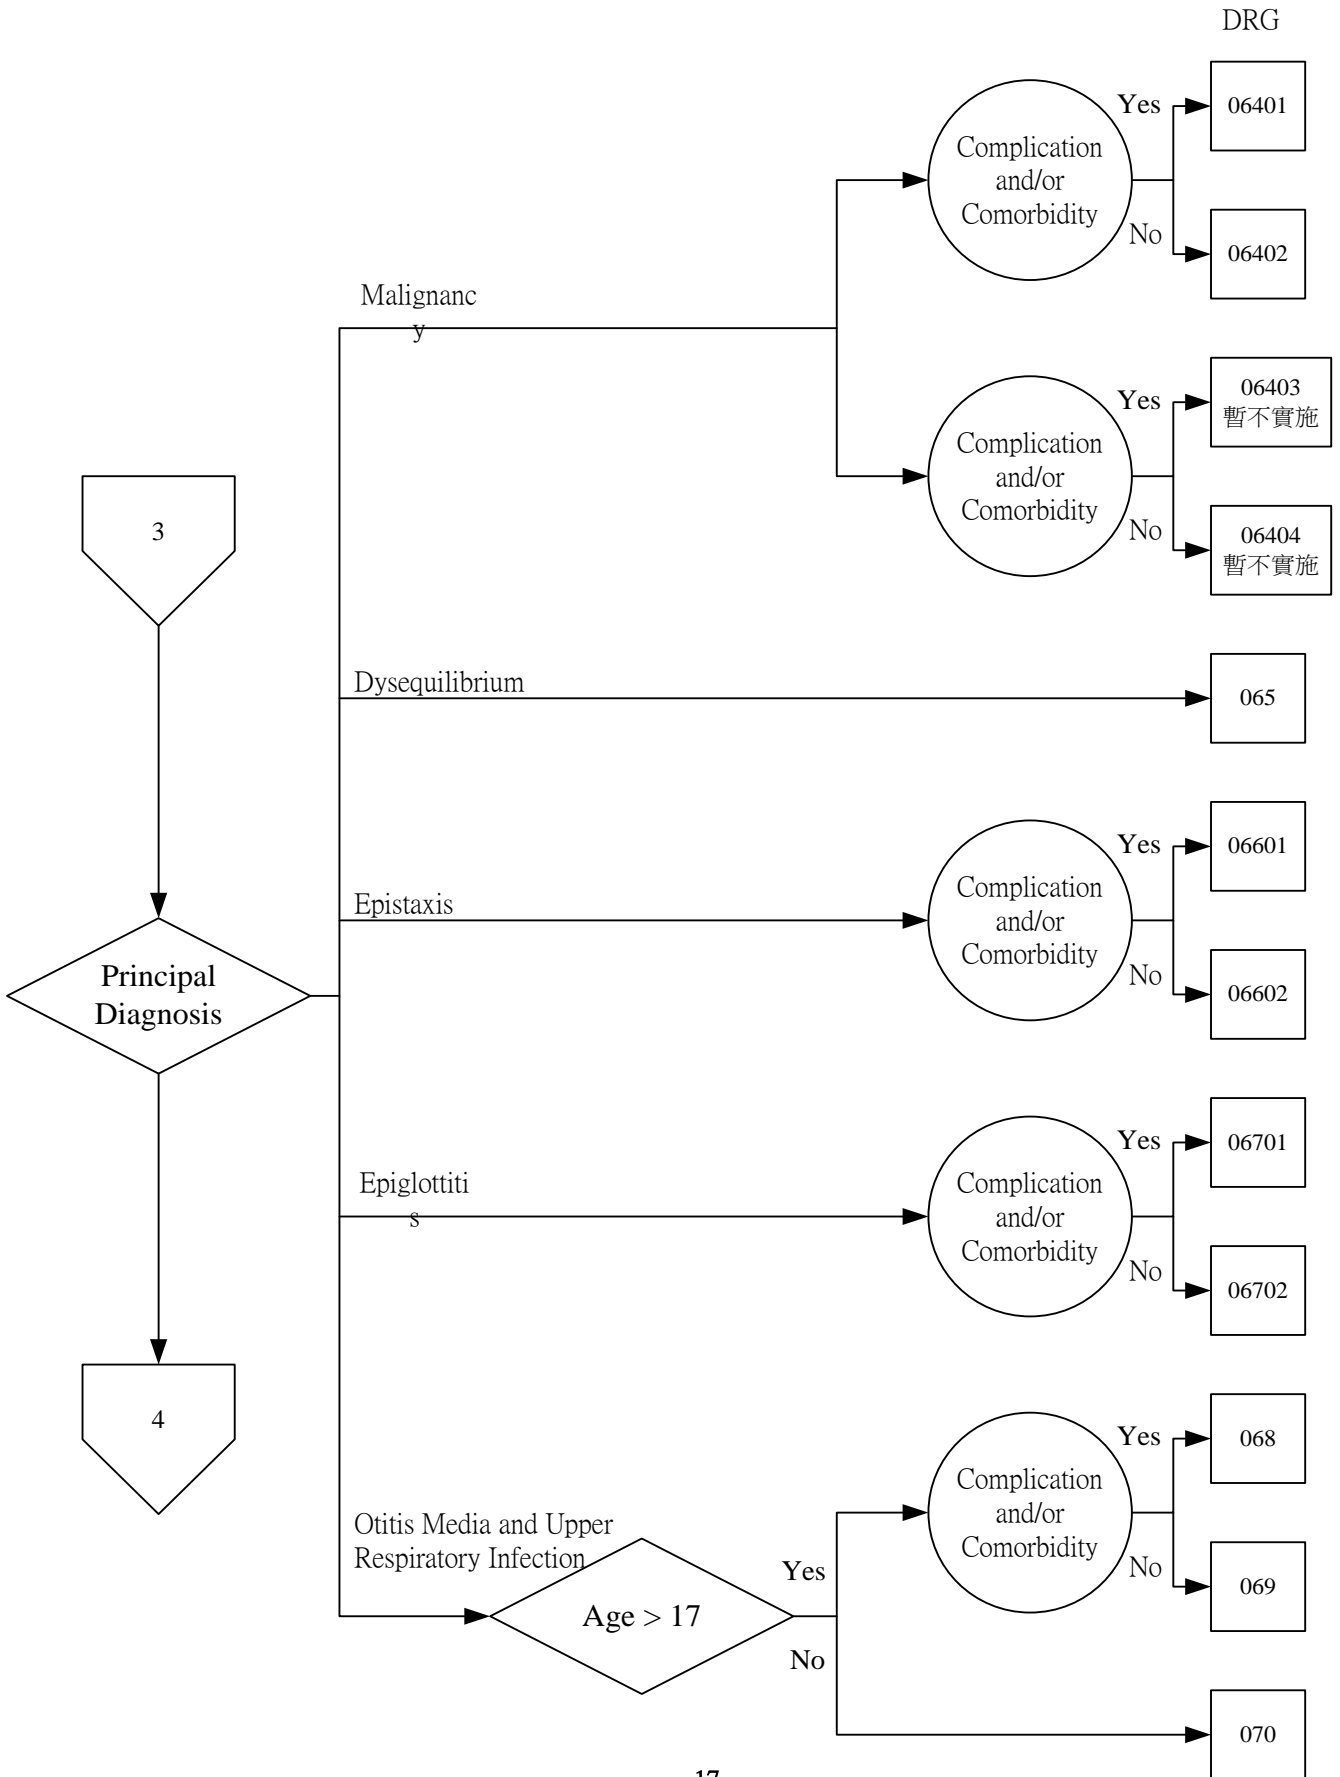 DRG
Yes
06401
Complication
and/or
Comorbidity
No
06402
Malignanc
y
Yes
06403
暫不實施
Complication
and/or
Comorbidity
No
06404
暫不實施
3
Dysequilibrium
065
Yes
06601
Complication
and/or
Comorbidity
Epistaxis
No
06602
Principal
Diagnosis
Yes
06701
Complication
and/or
Comorbidity
Epiglottiti
s
No
06702
4
Yes
068
Complication
and/or
Comorbidity
Otitis Media and Upper
Respiratory Infection
No
069
Yes
Age > 17
No
070
17